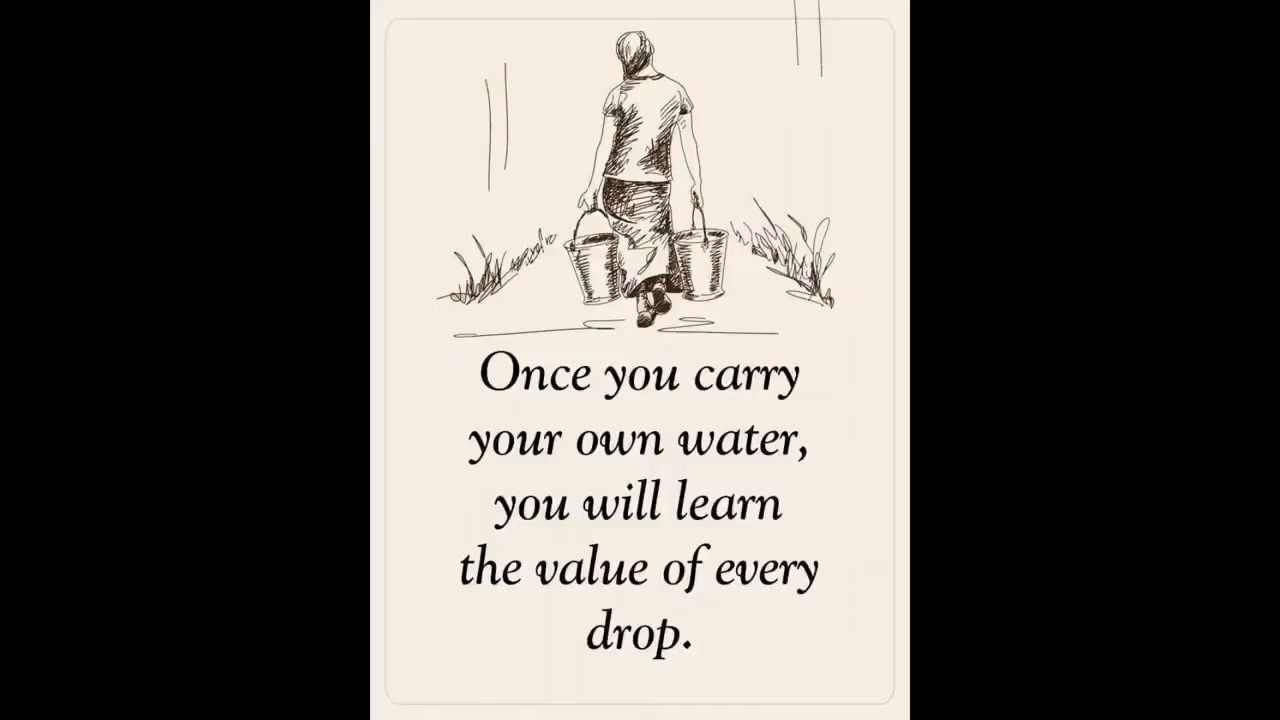 Once you carry
your own water,
you will learn
the value of every
drop.